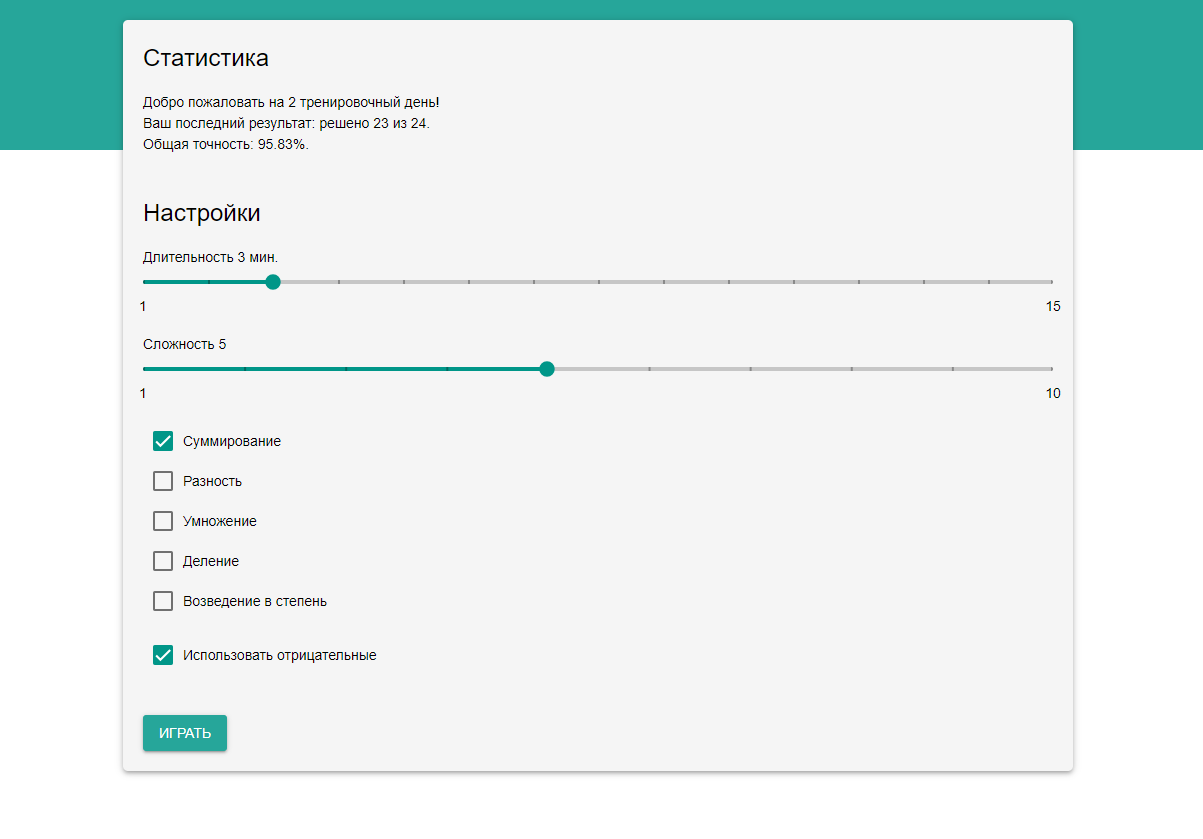 Статистика
Добро пожаловать на 2 тренировочный день!
Ваш последний результат: решено 23 из 24.
Общая точность: 95.83%.
Настройки
Длительность 3 мин.
1 15
Сложность 5
1 10
Суммирование
Разность
Умножение
Деление
Возведение в степень
Использовать отрицательные
ИГРАТЬ